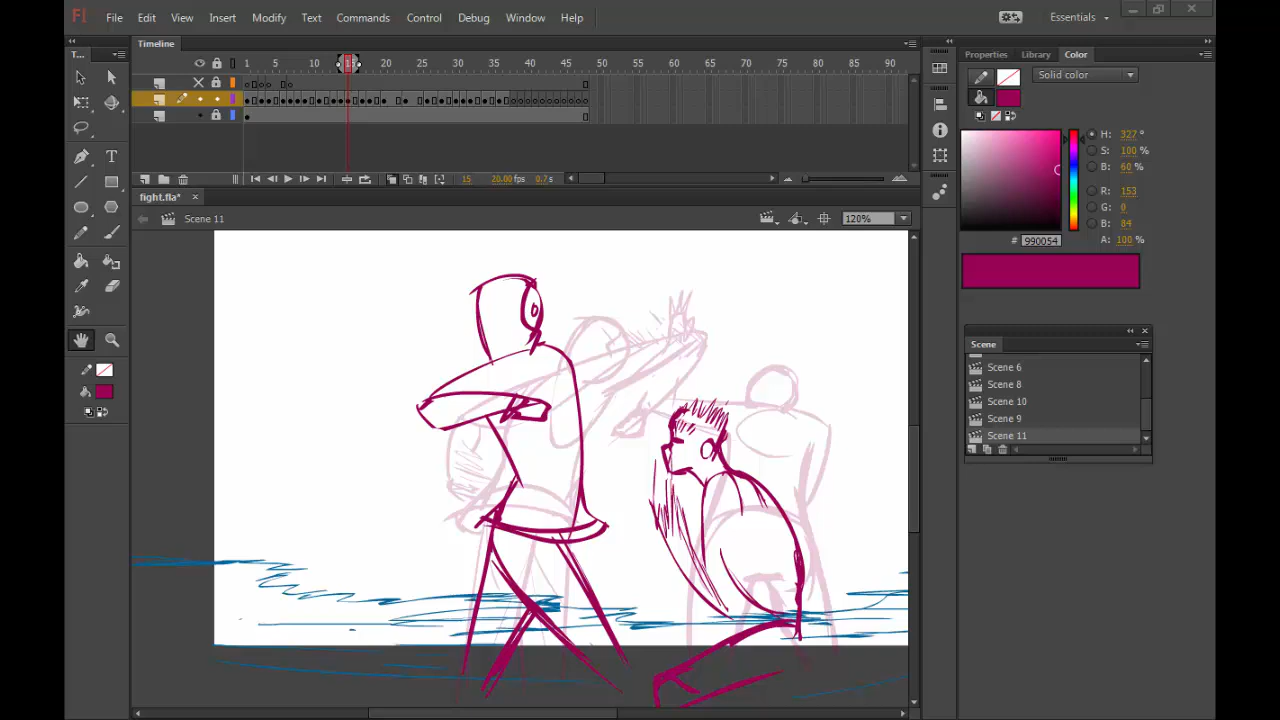 Fl File Edit View Insert Modify Text Commands Control Debug Window Help Essentials
T...
Timeline
1 5 10 15 20 25 30 35 40 45 50 55 60 65 70 75 80 85 90
15 20.00 fps 0.7 s
fight.fla* ×
Scene 11
120%
Properties Library Color
Solid color
H: 327 °
S: 100 %
B: 60 %
R: 153
G: 0
B: 84
# 990054 A: 100 %
Scene
Scene 6
Scene 8
Scene 10
Scene 9
Scene 11